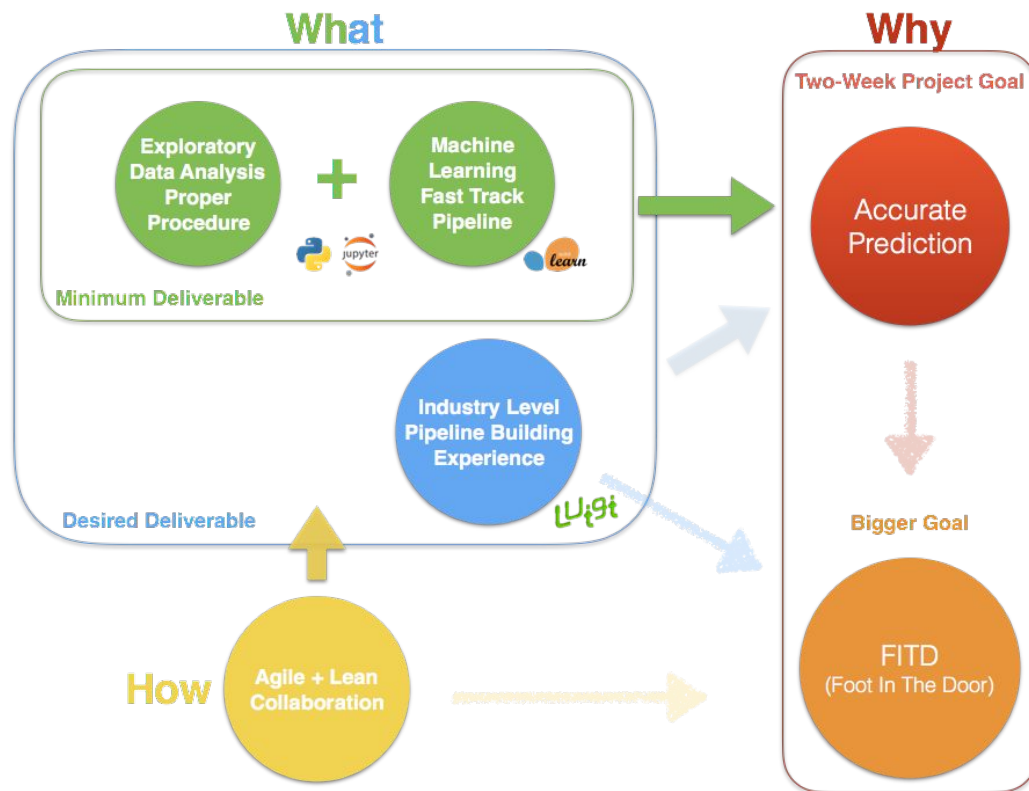 What
Why
Two-Week Project Goal
Exploratory
Data Analysis
Proper
Procedure
+
Machine
Learning
Fast Track
Pipeline
jupyter
learn
Minimum Deliverable
Accurate
Prediction
Industry Level
Pipeline Building
Experience
Luigi
Desired Deliverable
Bigger Goal
How
Agile + Lean
Collaboration
FITD
(Foot In The Door)